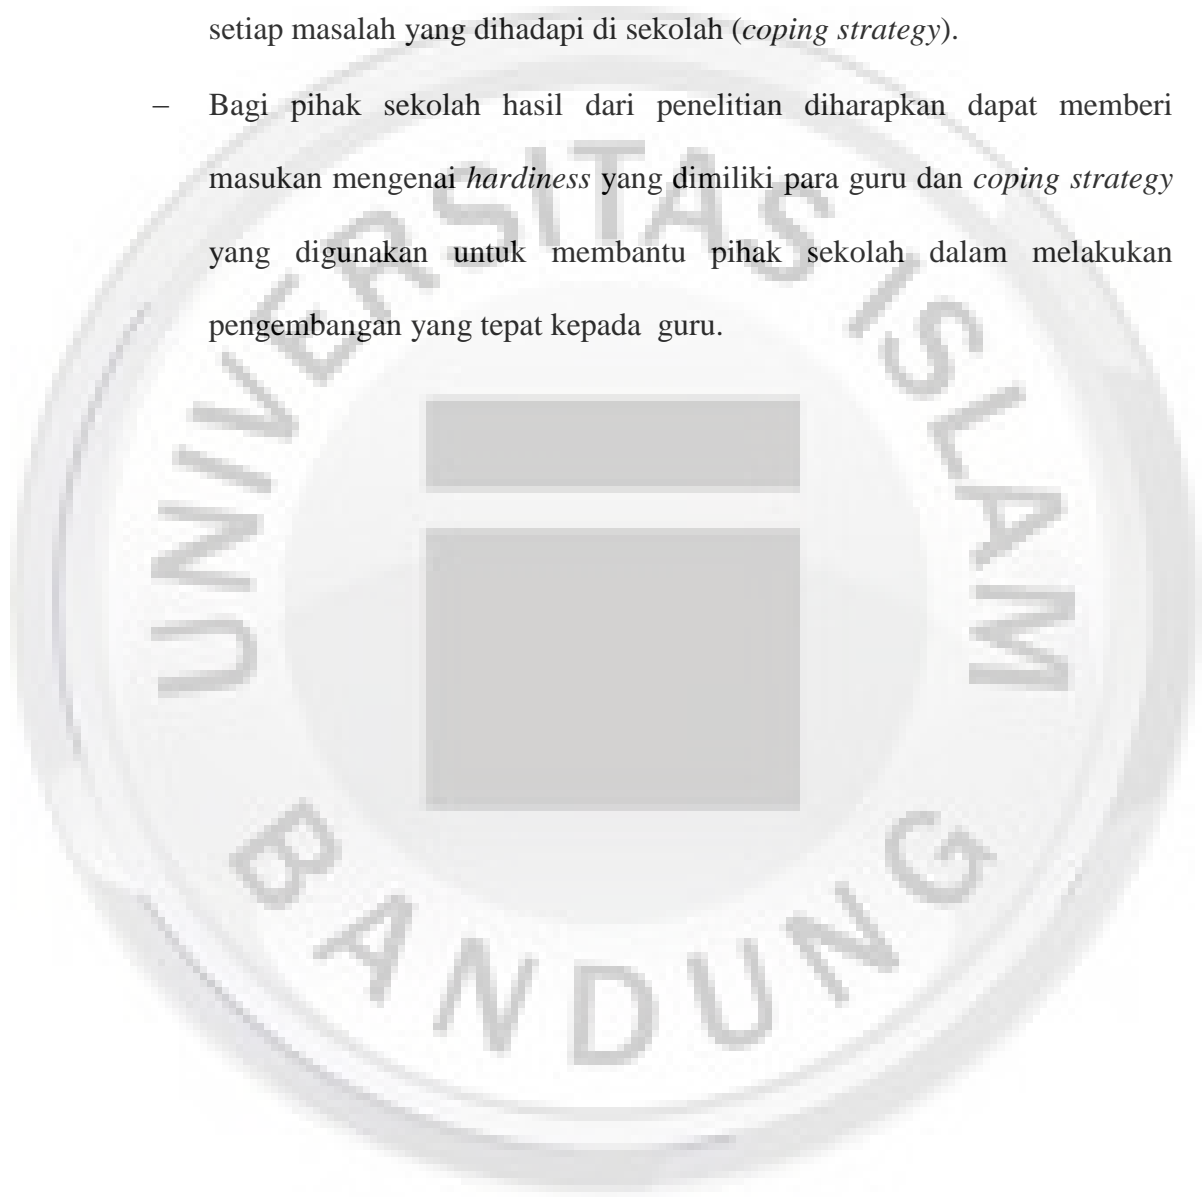 setiap masalah yang dihadapi di sekolah (coping strategy).
– Bagi pihak sekolah hasil dari penelitian diharapkan dapat memberi
masukan mengenai hardiness yang dimiliki para guru dan coping strategy
yang digunakan untuk membantu pihak sekolah dalam melakukan
pengembangan yang tepat kepada guru.
UNIVERSITAS ISLAM
BANDUNG